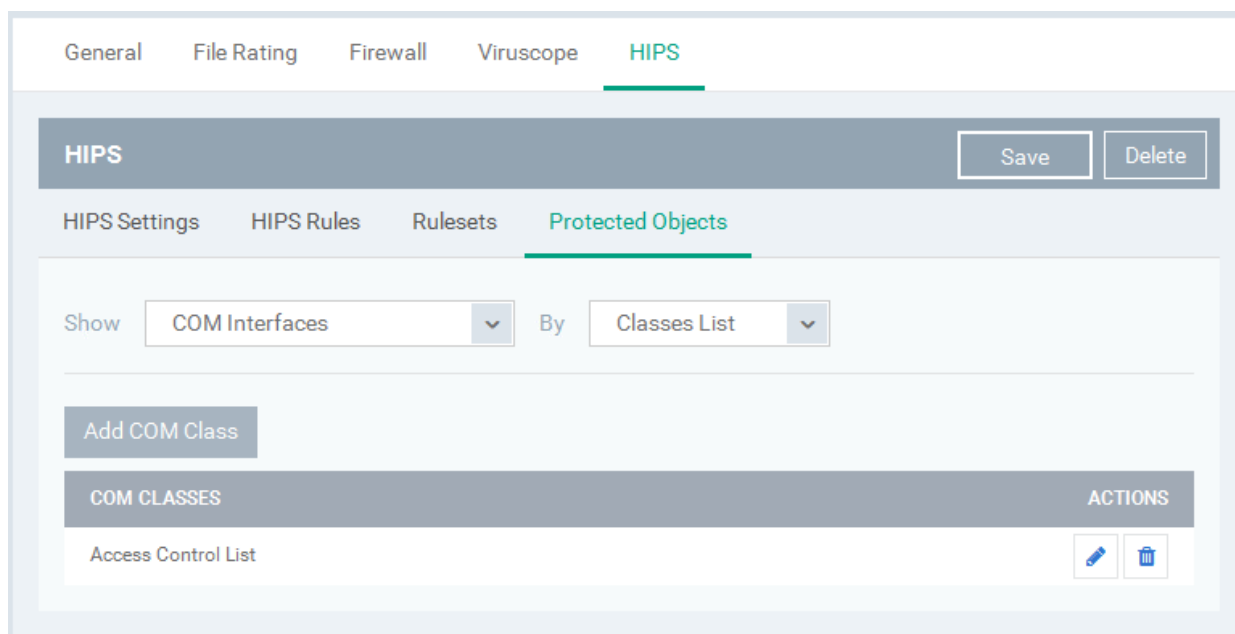 General File Rating Firewall Viruscope HIPS
HIPS Save Delete
HIPS Settings HIPS Rules Rulesets Protected Objects
Show COM Interfaces By Classes List
Add COM Class
COM CLASSES ACTIONS
Access Control List